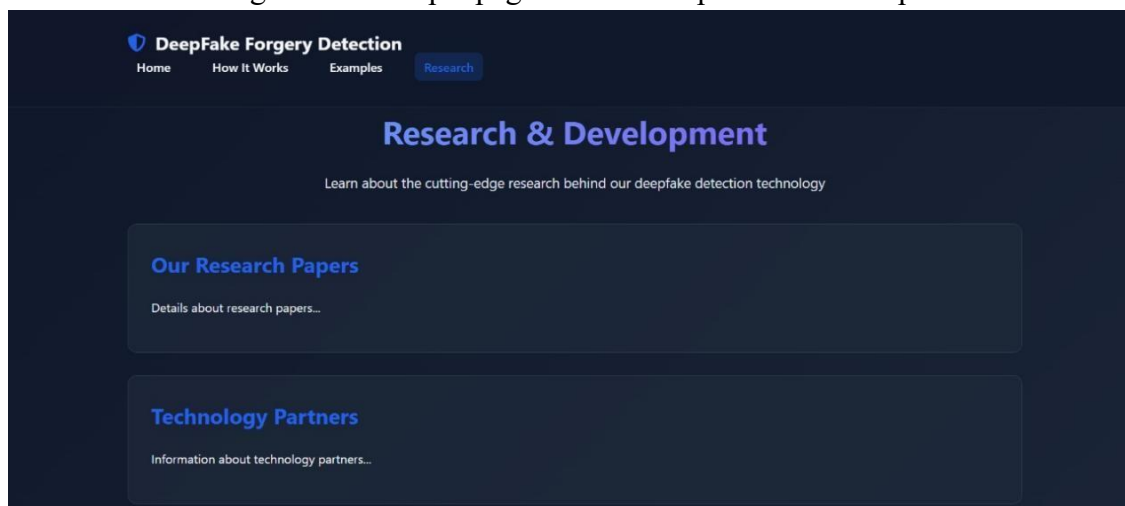 DeepFake Forgery Detection
Home How It Works Examples Research
Research & Development
Learn about the cutting-edge research behind our deepfake detection technology
Our Research Papers
Details about research papers...
Technology Partners
Information about technology partners...